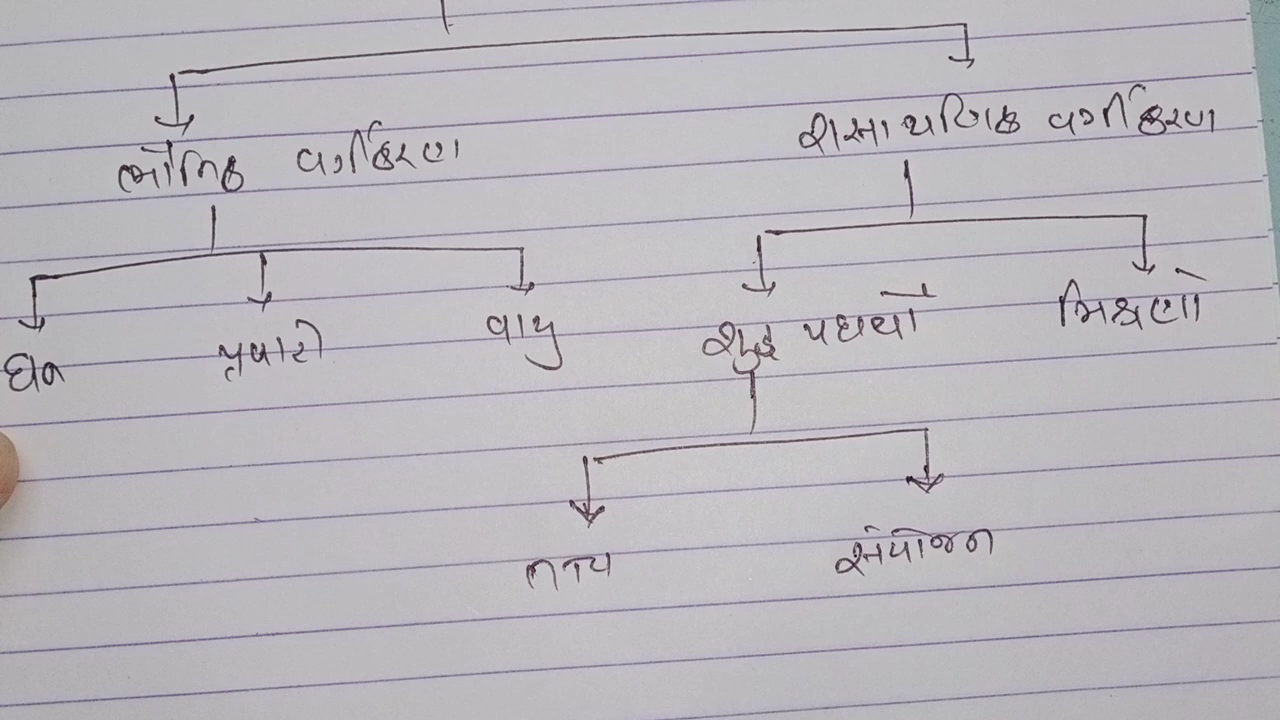 ભૌતિક વર્ગીકરણ
રાસાયણિક વર્ગીકરણ
ઘન
પ્રવાહી
વાયુ
શુદ્ધ પદાર્થો
મિશ્રણો
તત્વ
સંયોજન